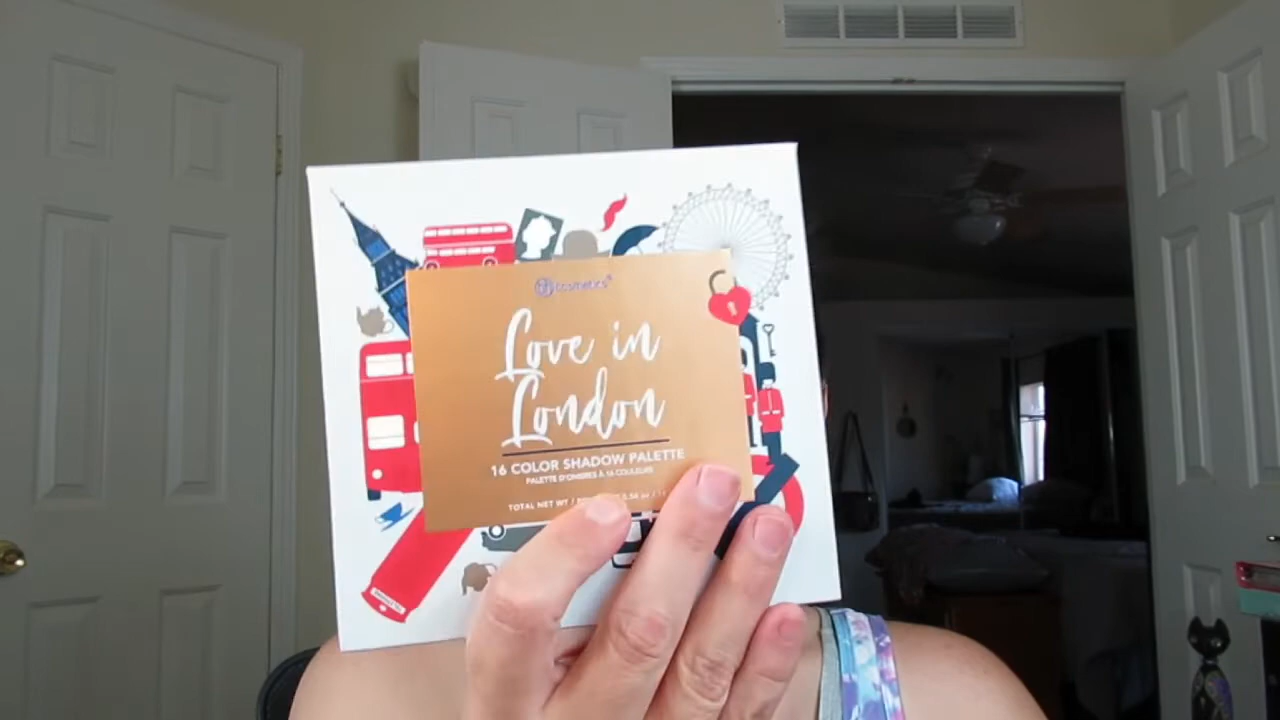 bh cosmetics
Love in
London
16 COLOR SHADOW PALETTE
PALETTE D'OMBRES À 16 COULEURS
TOTAL NET WT /